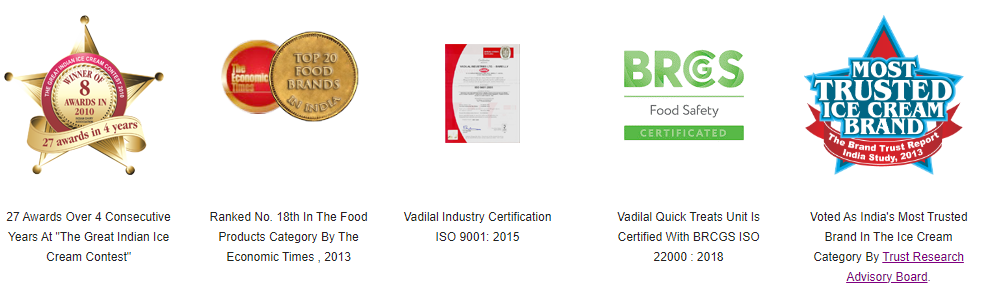 THE GREAT INDIAN ICE CREAM CONTEST 2010
WINNER OF
8
AWARDS IN
2010
27 awards in 4 years
The
Economic
Times
TOP 20
FOOD
BRANDS
IN INDIA
BRCGS
Food Safety
CERTIFICATED
MOST
TRUSTED
ICE CREAM
BRAND
The Brand Trust Report
India Study, 2013
27 Awards Over 4 Consecutive
Years At "The Great Indian Ice
Cream Contest"
Ranked No. 18th In The Food
Products Category By The
Economic Times , 2013
Vadilal Industry Certification
ISO 9001: 2015
Vadilal Quick Treats Unit Is
Certified With BRCGS ISO
22000 : 2018
Voted As India's Most Trusted
Brand In The Ice Cream
Category By Trust Research
Advisory Board.